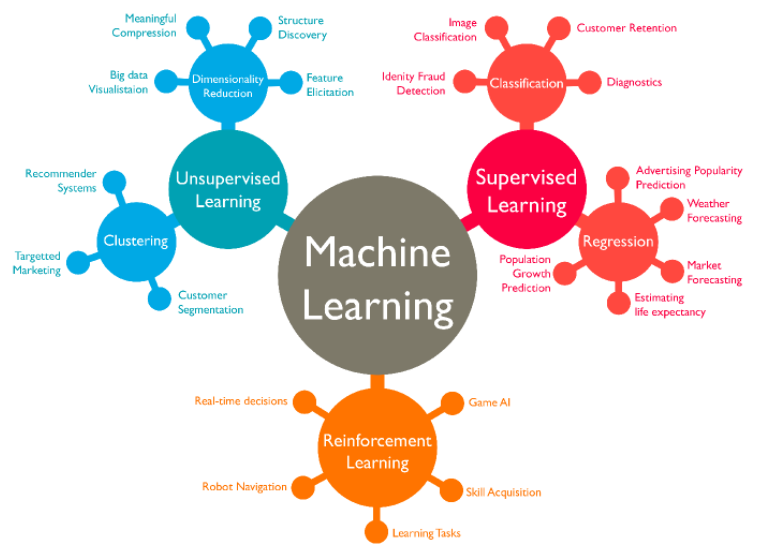 Meaningful
Compression
Structure
Discovery
Big data
Visualistaion
Dimensionality
Reduction
Feature
Elicitation
Unsupervised
Learning
Recommender
Systems
Clustering
Targetted
Marketing
Customer
Segmentation
Image
Classification
Customer Retention
Idenity Fraud
Detection
Classification
Diagnostics
Supervised
Learning
Advertising Popularity
Prediction
Weather
Forecasting
Regression
Population
Growth
Prediction
Market
Forecasting
Estimating
life expectancy
Machine
Learning
Real-time decisions
Game AI
Reinforcement
Learning
Robot Navigation
Skill Acquisition
Learning Tasks